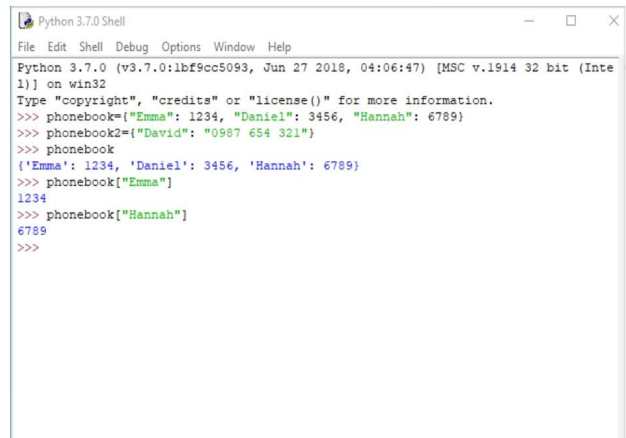 Python 3.7.0 Shell
File Edit Shell Debug Options Window Help
Python 3.7.0 (v3.7.0:1bf9cc5093, Jun 27 2018, 04:06:47) [MSC v.1914 32 bit (Inte
l)] on win32
Type "copyright", "credits" or "license()" for more information.
>>> phonebook={"Emma": 1234, "Daniel": 3456, "Hannah": 6789}
>>> phonebook2={"David": "0987 654 321"}
>>> phonebook
{'Emma': 1234, 'Daniel': 3456, 'Hannah': 6789}
>>> phonebook["Emma"]
1234
>>> phonebook["Hannah"]
6789
>>>